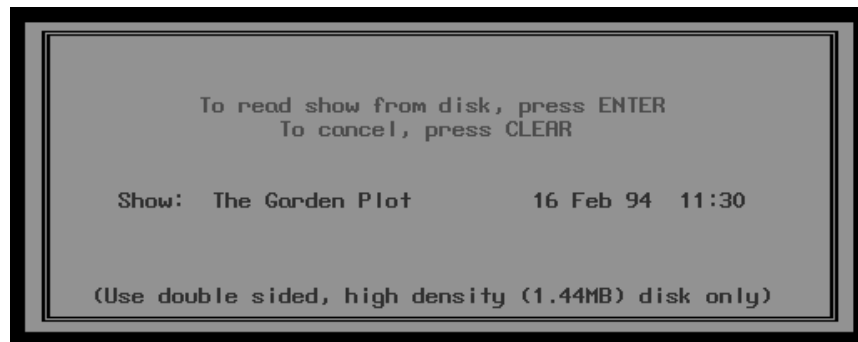 To read show from disk, press ENTER
To cancel, press CLEAR
Show: The Garden Plot 16 Feb 94 11:30
(Use double sided, high density (1.44MB) disk only)